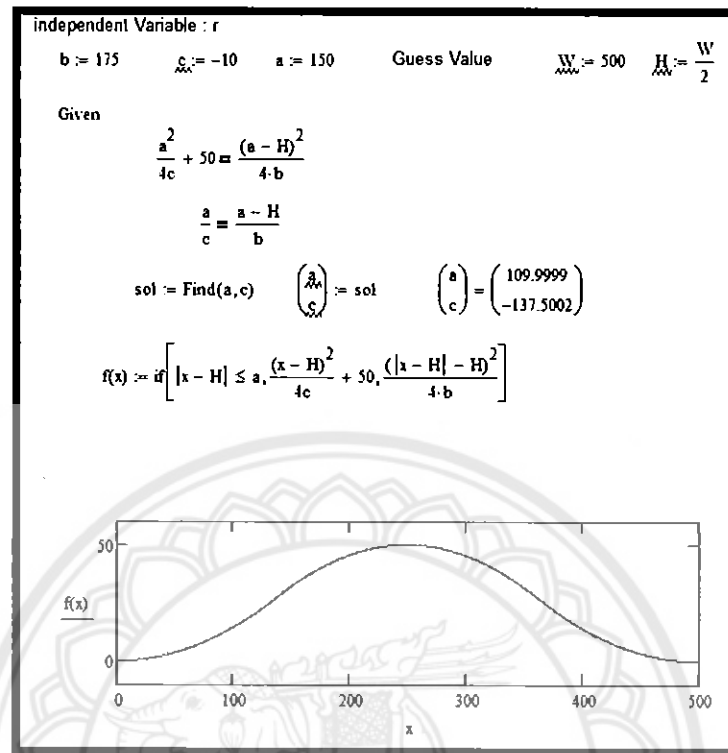 independent Variable : r
b := 175 c := −10 a := 150 Guess Value W := 500 H := W/2
Given
a²/4c + 50 = (a − H)²/4·b
a/c = (a − H)/b
sol := Find(a,c) (a c) := sol (a c) = (109.9999 −137.5002)
f(x) := if[|x − H| ≤ a, (x − H)²/4c + 50, (|x − H| − H)²/4·b]
50
f(x)
0
0 100 200 300 400 500
x